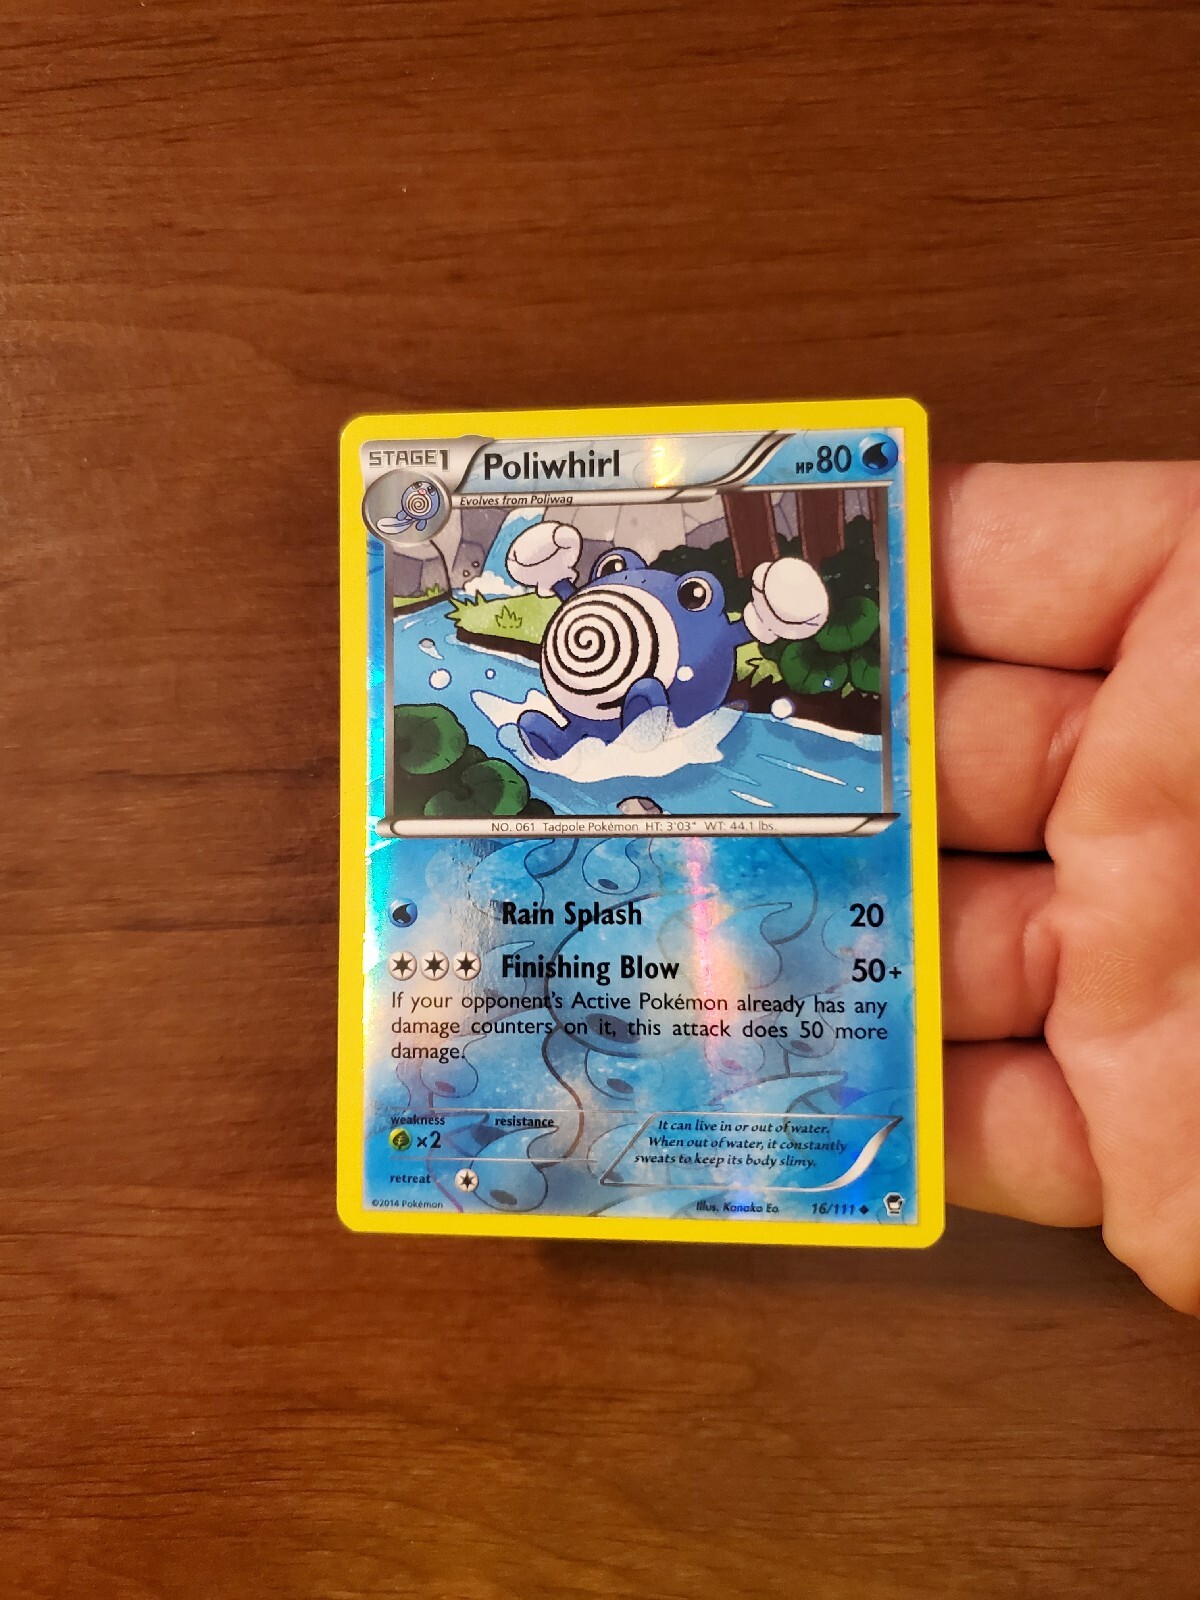 STAGE1 Poliwhirl HP80
Evolves from Poliwag
NO. 061 Tadpole Pokémon HT: 3'03" WT: 44.1 lbs.
Rain Splash 20
Finishing Blow 50+
If your opponent's Active Pokémon already has any
damage counters on it, this attack does 50 more
damage.
weakness resistance
×2
retreat
It can live in or out of water.
When out of water, it constantly
sweats to keep its body slimy.
©2014 Pokémon
Illus. Kanako Eo
16/111